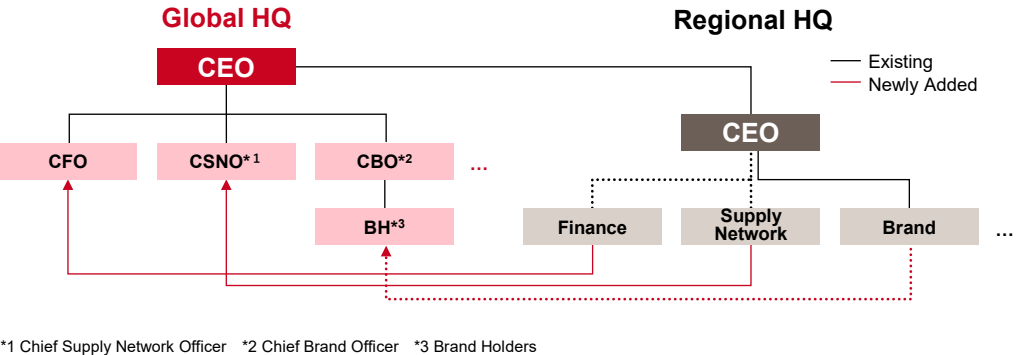 Global HQ
Regional HQ
CEO
Existing
Newly Added
CEO
CFO
CSNO*1
CBO*2
...
BH*3
Finance
Supply
Network
Brand
...
*1 Chief Supply Network Officer *2 Chief Brand Officer *3 Brand Holders